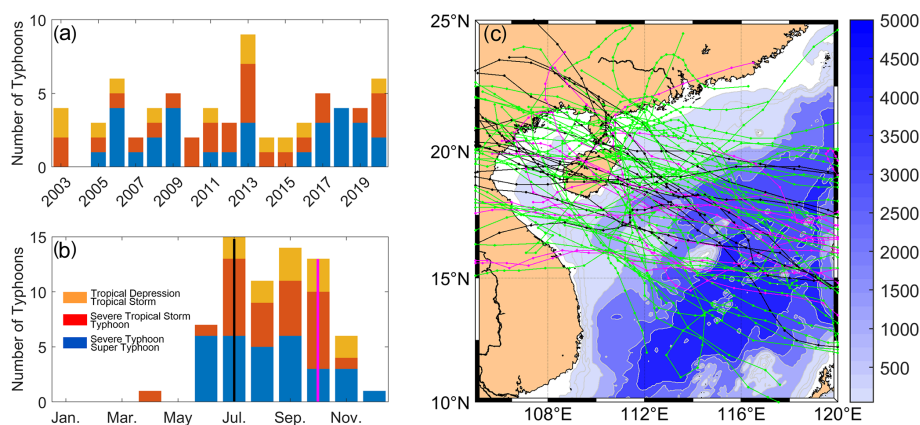 (a)
Number of Typhoons
10
5
0
2003
2005
2007
2009
2011
2013
2015
2017
2019
(b)
Number of Typhoons
15
10
5
0
Tropical Depression
Tropical Storm
Severe Tropical Storm
Typhoon
Severe Typhoon
Super Typhoon
Jan. Mar. May Jul. Sep. Nov.
(c)
25°N
20°N
15°N
10°N
108°E 112°E 116°E 120°E
5000
4500
4000
3500
3000
2500
2000
1500
1000
500